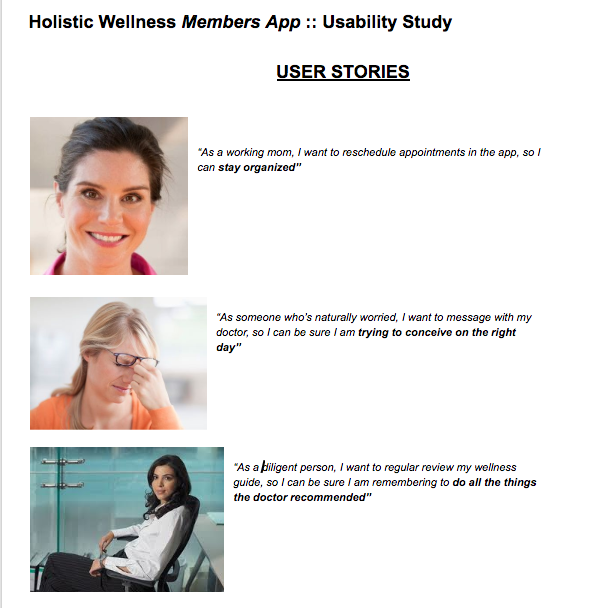 Holistic Wellness Members App :: Usability Study
USER STORIES
“As a working mom, I want to reschedule appointments in the app, so I
can stay organized”
“As someone who’s naturally worried, I want to message with my
doctor, so I can be sure I am trying to conceive on the right
day”
“As a diligent person, I want to regular review my wellness
guide, so I can be sure I am remembering to do all the things
the doctor recommended”